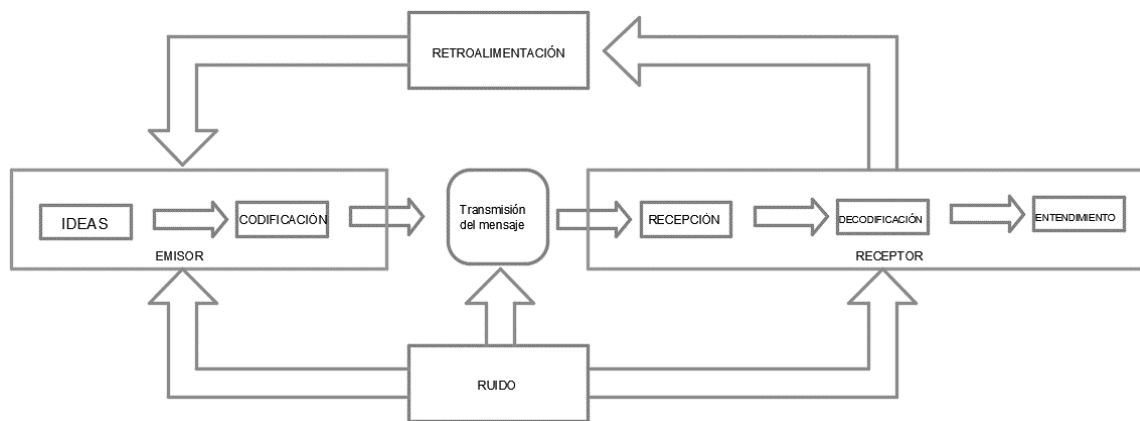 RETROALIMENTACIÓN
IDEAS
CODIFICACIÓN
EMISOR
Transmisión
del mensaje
RECEPCIÓN
DECODIFICACIÓN
ENTENDIMIENTO
RECEPTOR
RUIDO